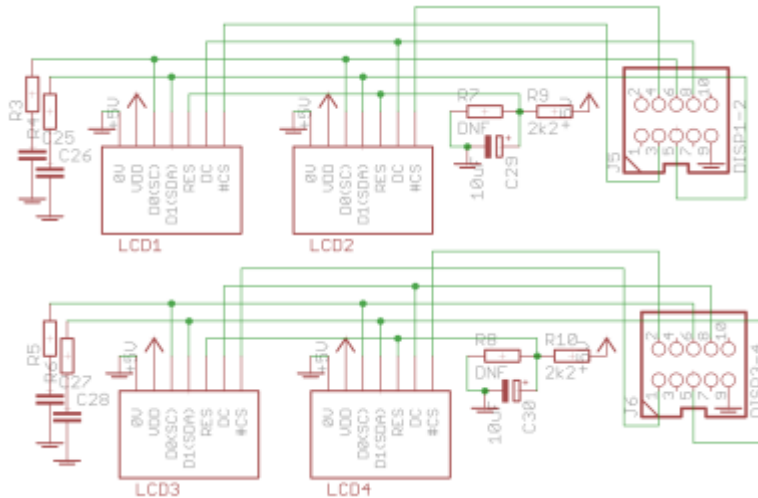 R3
R4
C25
C26
+5V
0V
VDD
D0(SC)
D1(SDA)
RES
DC
#CS
LCD1
+5V
0V
VDD
D0(SC)
D1(SDA)
RES
DC
#CS
LCD2
R7
DNF
R9
2k2
10u
C29
2
4
6
8
10
1
3
5
7
9
J5
DISP1-2
R5
R6
C27
C28
+5V
0V
VDD
D0(SC)
D1(SDA)
RES
DC
#CS
LCD3
+5V
0V
VDD
D0(SC)
D1(SDA)
RES
DC
#CS
LCD4
R8
DNF
R10
2k2
10u
C30
2
4
6
8
10
1
3
5
7
9
J6
DISP3-4